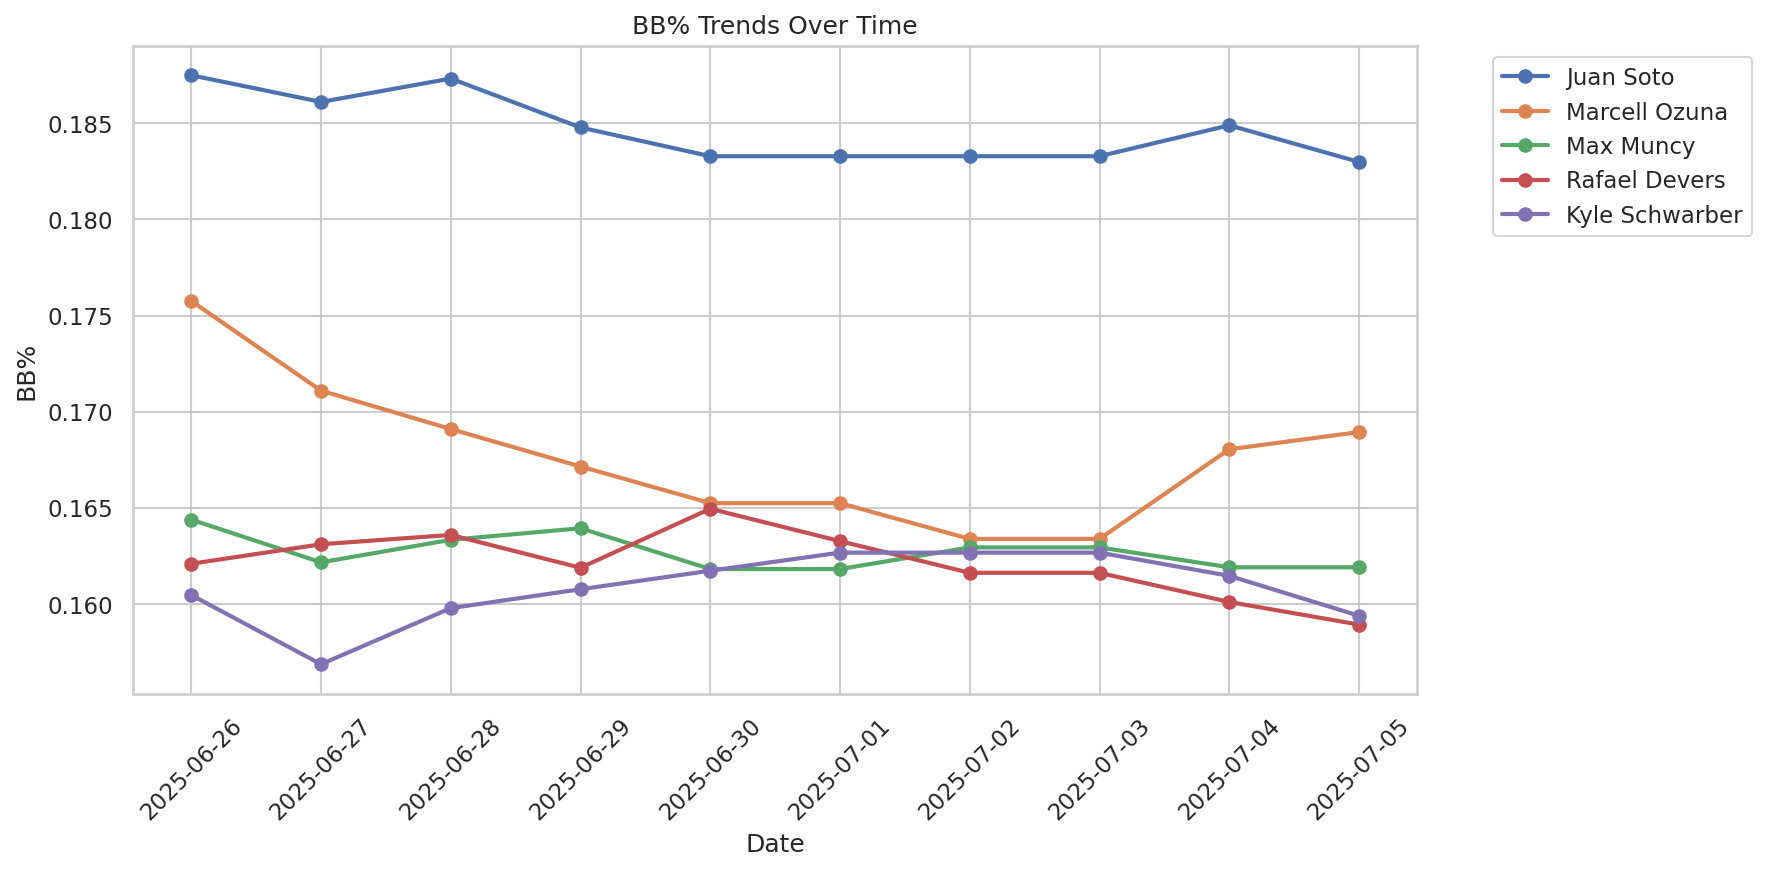 BB% Trends Over Time
Juan Soto
Marcell Ozuna
Max Muncy
Rafael Devers
Kyle Schwarber
BB%
0.185
0.180
0.175
0.170
0.165
0.160
2025-06-26
2025-06-27
2025-06-28
2025-06-29
2025-06-30
2025-07-01
2025-07-02
2025-07-03
2025-07-04
2025-07-05
Date